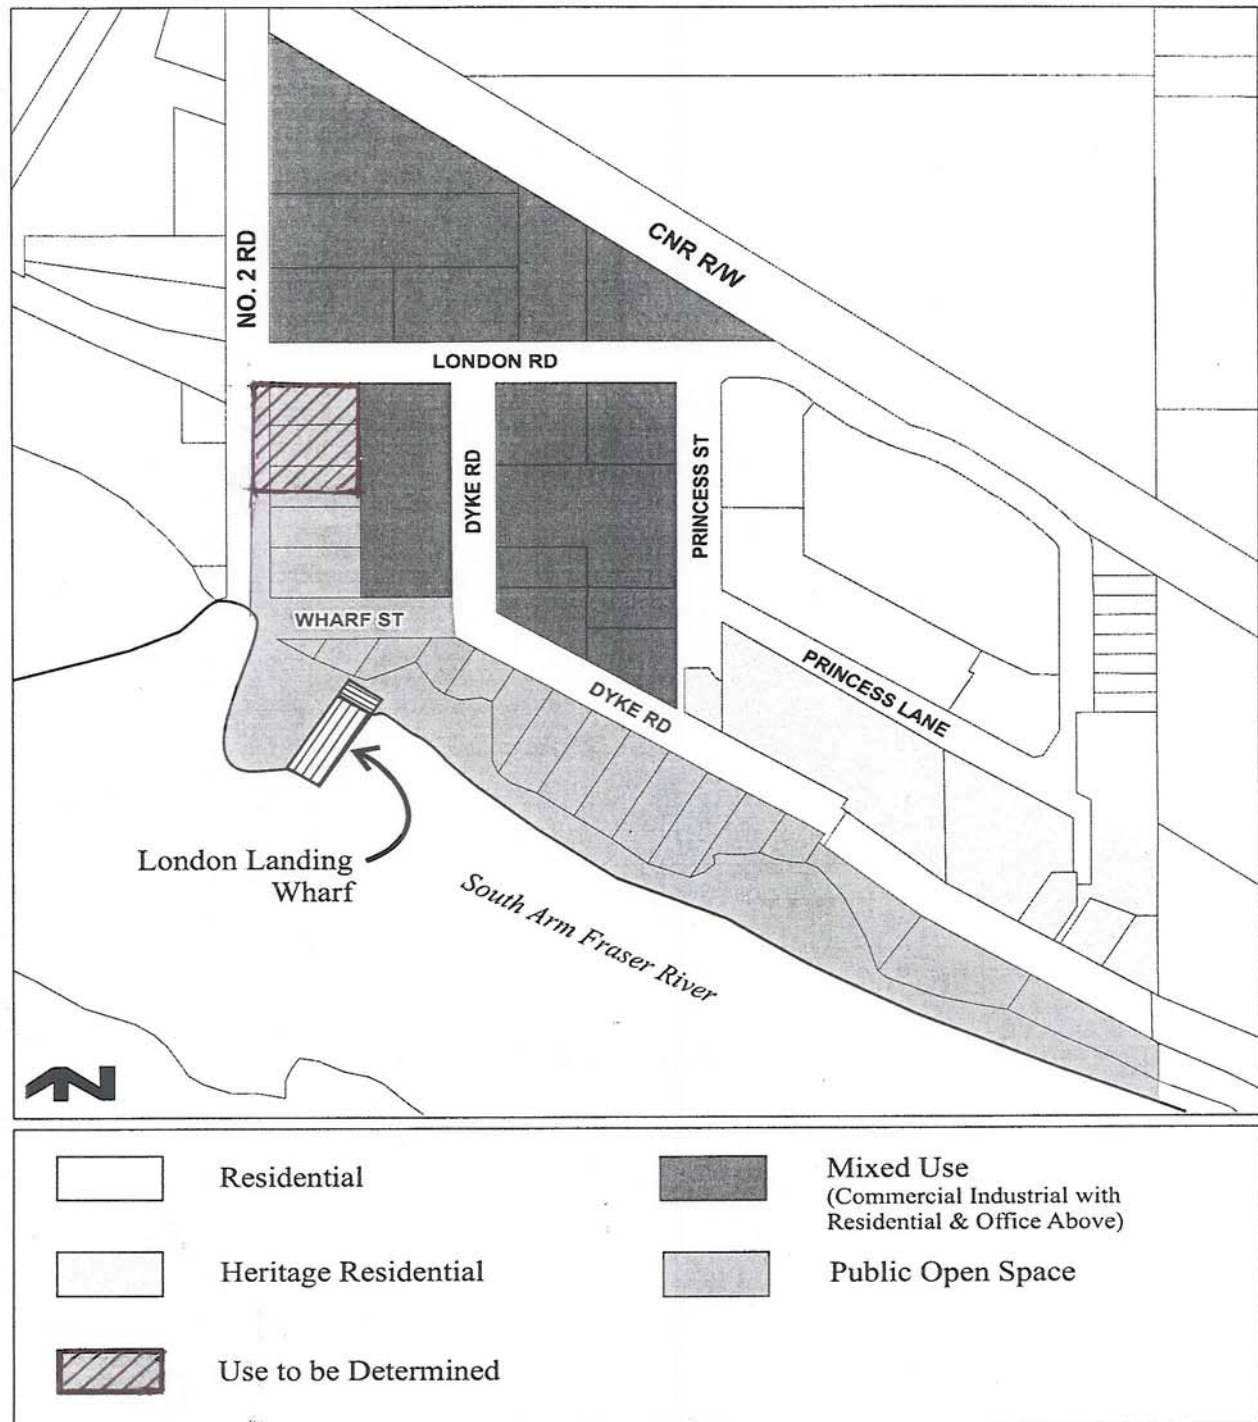 NO. 2 RD
CNR R/W
LONDON RD
DYKE RD
PRINCESS ST
WHARF ST
PRINCESS LANE
DYKE RD
London Landing
Wharf
South Arm Fraser River
N
Residential
Mixed Use
(Commercial Industrial with
Residential & Office Above)
Heritage Residential
Public Open Space
Use to be Determined